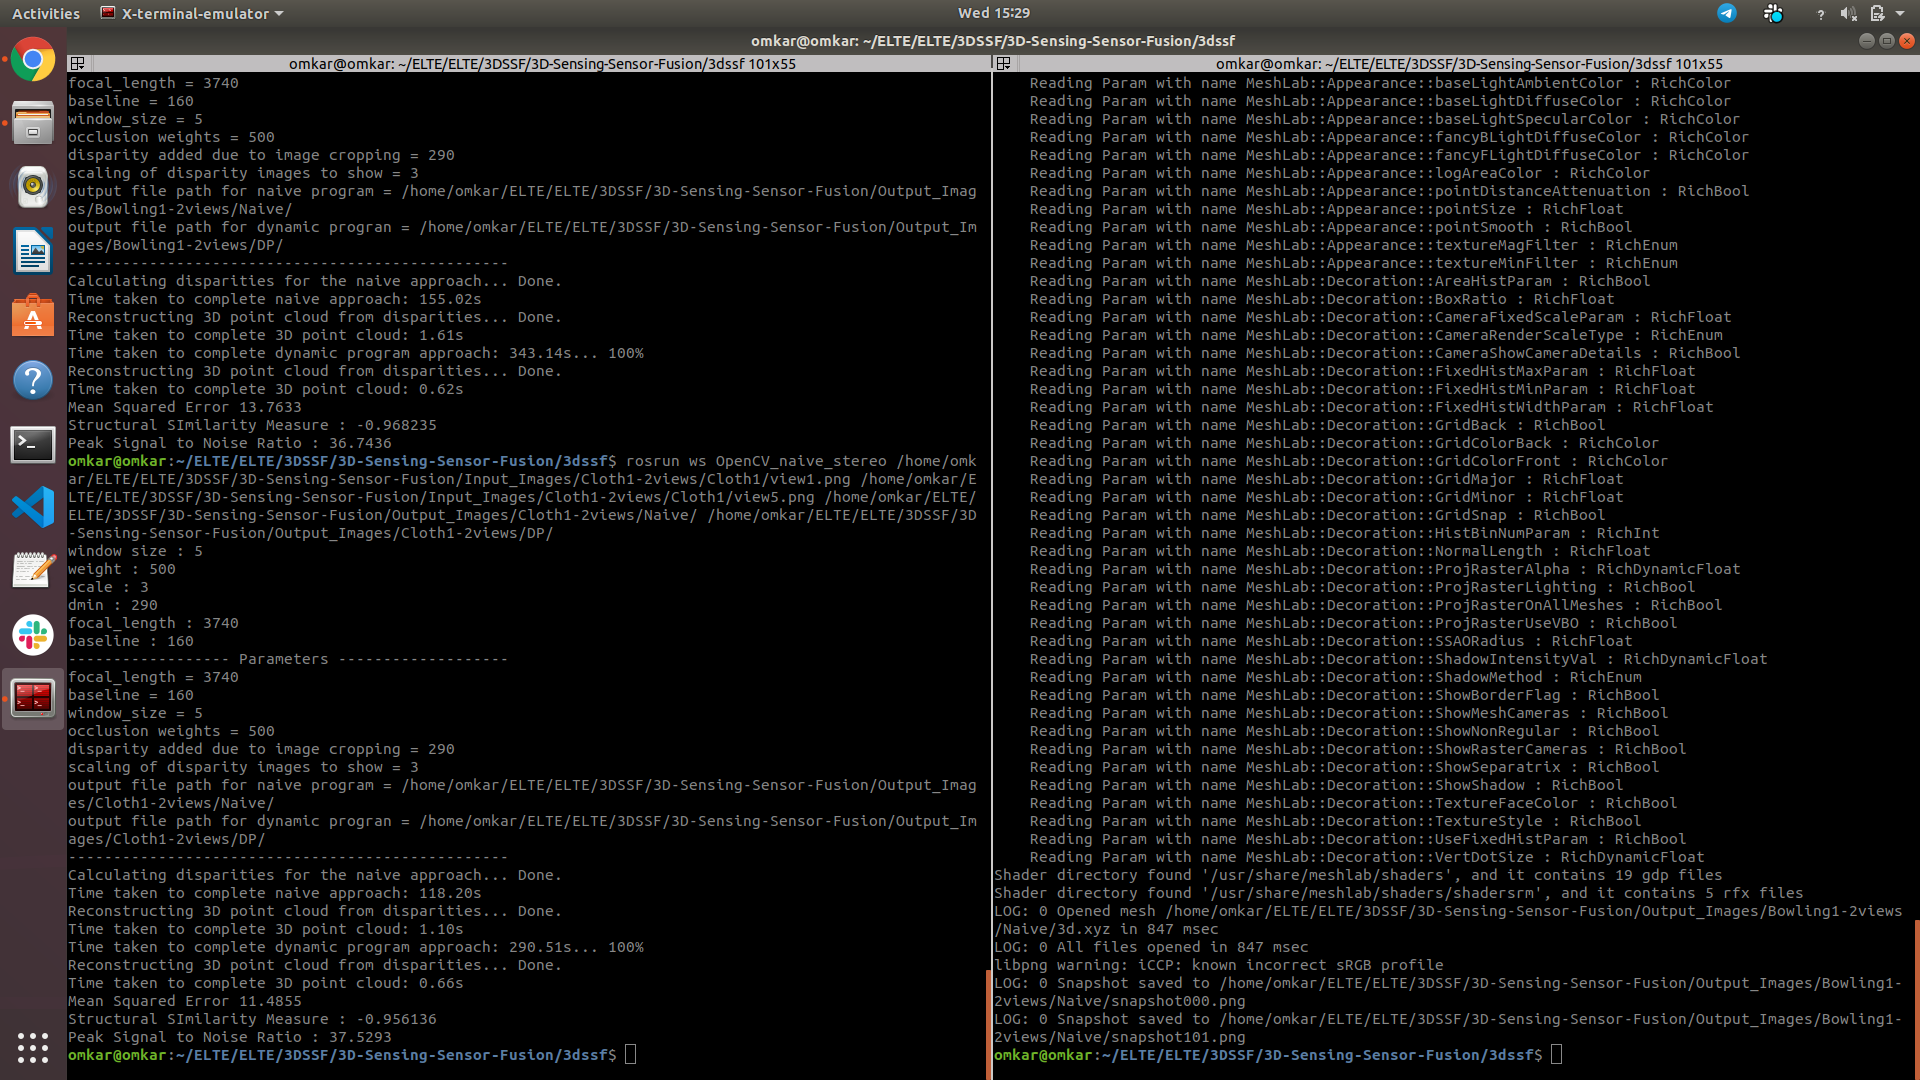 Activities
X-terminal-emulator
Wed 15:29
omkar@omkar: ~/ELTE/ELTE/3DSSF/3D-Sensing-Sensor-Fusion/3dssf
omkar@omkar: ~/ELTE/ELTE/3DSSF/3D-Sensing-Sensor-Fusion/3dssf 101x55
focal_length = 3740
baseline = 160
window_size = 5
occlusion weights = 500
disparity added due to image cropping = 290
scaling of disparity images to show = 3
output file path for naive program = /home/omkar/ELTE/ELTE/3DSSF/3D-Sensing-Sensor-Fusion/Output_Imag
es/Bowling1-2views/Naive/
output file path for dynamic progran = /home/omkar/ELTE/ELTE/3DSSF/3D-Sensing-Sensor-Fusion/Output_Im
ages/Bowling1-2views/DP/
-------------------------------------------------
Calculating disparities for the naive approach... Done.
Time taken to complete naive approach: 155.02s
Reconstructing 3D point cloud from disparities... Done.
Time taken to complete 3D point cloud: 1.61s
Time taken to complete dynamic program approach: 343.14s... 100%
Reconstructing 3D point cloud from disparities... Done.
Time taken to complete 3D point cloud: 0.62s
Mean Squared Error 13.7633
Structural SImilarity Measure : -0.968235
Peak Signal to Noise Ratio : 36.7436
omkar@omkar:~/ELTE/ELTE/3DSSF/3D-Sensing-Sensor-Fusion/3dssf$ rosrun ws OpenCV_naive_stereo /home/omk
ar/ELTE/ELTE/3DSSF/3D-Sensing-Sensor-Fusion/Input_Images/Cloth1-2views/Cloth1/view1.png /home/omkar/E
LTE/ELTE/3DSSF/3D-Sensing-Sensor-Fusion/Input_Images/Cloth1-2views/Cloth1/view5.png /home/omkar/ELTE/
ELTE/3DSSF/3D-Sensing-Sensor-Fusion/Output_Images/Cloth1-2views/Naive/ /home/omkar/ELTE/ELTE/3DSSF/3D
-Sensing-Sensor-Fusion/Output_Images/Cloth1-2views/DP/
window size : 5
weight : 500
scale : 3
dmin : 290
focal_length : 3740
baseline : 160
------------------ Parameters -------------------
focal_length = 3740
baseline = 160
window_size = 5
occlusion weights = 500
disparity added due to image cropping = 290
scaling of disparity images to show = 3
output file path for naive program = /home/omkar/ELTE/ELTE/3DSSF/3D-Sensing-Sensor-Fusion/Output_Imag
es/Cloth1-2views/Naive/
output file path for dynamic progran = /home/omkar/ELTE/ELTE/3DSSF/3D-Sensing-Sensor-Fusion/Output_Im
ages/Cloth1-2views/DP/
-------------------------------------------------
Calculating disparities for the naive approach... Done.
Time taken to complete naive approach: 118.20s
Reconstructing 3D point cloud from disparities... Done.
Time taken to complete 3D point cloud: 1.10s
Time taken to complete dynamic program approach: 290.51s... 100%
Reconstructing 3D point cloud from disparities... Done.
Time taken to complete 3D point cloud: 0.66s
Mean Squared Error 11.4855
Structural SImilarity Measure : -0.956136
Peak Signal to Noise Ratio : 37.5293
omkar@omkar:~/ELTE/ELTE/3DSSF/3D-Sensing-Sensor-Fusion/3dssf$
omkar@omkar: ~/ELTE/ELTE/3DSSF/3D-Sensing-Sensor-Fusion/3dssf 101x55
Reading Param with name MeshLab::Appearance::baseLightAmbientColor : RichColor
Reading Param with name MeshLab::Appearance::baseLightDiffuseColor : RichColor
Reading Param with name MeshLab::Appearance::baseLightSpecularColor : RichColor
Reading Param with name MeshLab::Appearance::fancyBLightDiffuseColor : RichColor
Reading Param with name MeshLab::Appearance::fancyFLightDiffuseColor : RichColor
Reading Param with name MeshLab::Appearance::logAreaColor : RichColor
Reading Param with name MeshLab::Appearance::pointDistanceAttenuation : RichBool
Reading Param with name MeshLab::Appearance::pointSize : RichFloat
Reading Param with name MeshLab::Appearance::pointSmooth : RichBool
Reading Param with name MeshLab::Appearance::textureMagFilter : RichEnum
Reading Param with name MeshLab::Appearance::textureMinFilter : RichEnum
Reading Param with name MeshLab::Decoration::AreaHistParam : RichBool
Reading Param with name MeshLab::Decoration::BoxRatio : RichFloat
Reading Param with name MeshLab::Decoration::CameraFixedScaleParam : RichFloat
Reading Param with name MeshLab::Decoration::CameraRenderScaleType : RichEnum
Reading Param with name MeshLab::Decoration::CameraShowCameraDetails : RichBool
Reading Param with name MeshLab::Decoration::FixedHistMaxParam : RichFloat
Reading Param with name MeshLab::Decoration::FixedHistMinParam : RichFloat
Reading Param with name MeshLab::Decoration::FixedHistWidthParam : RichFloat
Reading Param with name MeshLab::Decoration::GridBack : RichBool
Reading Param with name MeshLab::Decoration::GridColorBack : RichColor
Reading Param with name MeshLab::Decoration::GridColorFront : RichColor
Reading Param with name MeshLab::Decoration::GridMajor : RichFloat
Reading Param with name MeshLab::Decoration::GridMinor : RichFloat
Reading Param with name MeshLab::Decoration::GridSnap : RichBool
Reading Param with name MeshLab::Decoration::HistBinNumParam : RichInt
Reading Param with name MeshLab::Decoration::NormalLength : RichFloat
Reading Param with name MeshLab::Decoration::ProjRasterAlpha : RichDynamicFloat
Reading Param with name MeshLab::Decoration::ProjRasterLighting : RichBool
Reading Param with name MeshLab::Decoration::ProjRasterOnAllMeshes : RichBool
Reading Param with name MeshLab::Decoration::ProjRasterUseVBO : RichBool
Reading Param with name MeshLab::Decoration::SSAORadius : RichFloat
Reading Param with name MeshLab::Decoration::ShadowIntensityVal : RichDynamicFloat
Reading Param with name MeshLab::Decoration::ShadowMethod : RichEnum
Reading Param with name MeshLab::Decoration::ShowBorderFlag : RichBool
Reading Param with name MeshLab::Decoration::ShowMeshCameras : RichBool
Reading Param with name MeshLab::Decoration::ShowNonRegular : RichBool
Reading Param with name MeshLab::Decoration::ShowRasterCameras : RichBool
Reading Param with name MeshLab::Decoration::ShowSeparatrix : RichBool
Reading Param with name MeshLab::Decoration::ShowShadow : RichBool
Reading Param with name MeshLab::Decoration::TextureFaceColor : RichBool
Reading Param with name MeshLab::Decoration::TextureStyle : RichBool
Reading Param with name MeshLab::Decoration::UseFixedHistParam : RichBool
Reading Param with name MeshLab::Decoration::VertDotSize : RichDynamicFloat
Shader directory found '/usr/share/meshlab/shaders', and it contains 19 gdp files
Shader directory found '/usr/share/meshlab/shaders/shadersrm', and it contains 5 rfx files
LOG: 0 Opened mesh /home/omkar/ELTE/ELTE/3DSSF/3D-Sensing-Sensor-Fusion/Output_Images/Bowling1-2views
/Naive/3d.xyz in 847 msec
LOG: 0 All files opened in 847 msec
libpng warning: iCCP: known incorrect sRGB profile
LOG: 0 Snapshot saved to /home/omkar/ELTE/ELTE/3DSSF/3D-Sensing-Sensor-Fusion/Output_Images/Bowling1-
2views/Naive/snapshot000.png
LOG: 0 Snapshot saved to /home/omkar/ELTE/ELTE/3DSSF/3D-Sensing-Sensor-Fusion/Output_Images/Bowling1-
2views/Naive/snapshot101.png
omkar@omkar:~/ELTE/ELTE/3DSSF/3D-Sensing-Sensor-Fusion/3dssf$